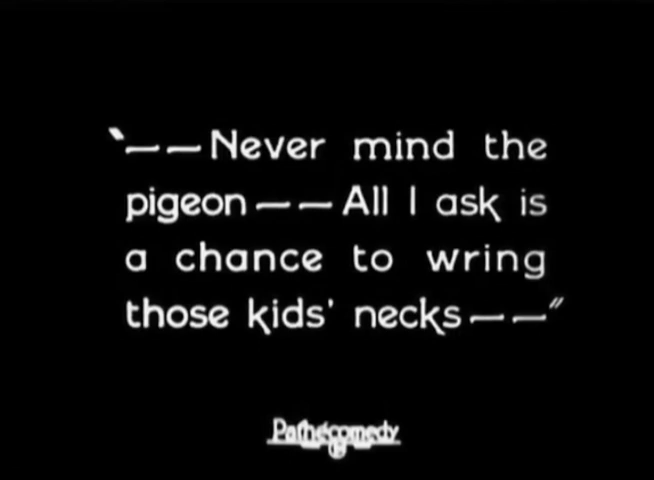 "——Never mind the
pigeon——All I ask is
a chance to wring
those kids' necks——"
Pathécomedy